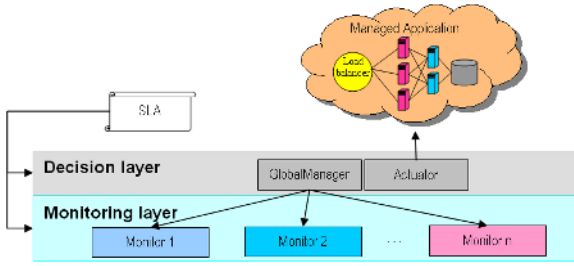 Managed Application
Load
balancer
SLA
Decision layer
GlobalManager
Actuator
Monitoring layer
Monitor 1
Monitor 2
...
Monitor n